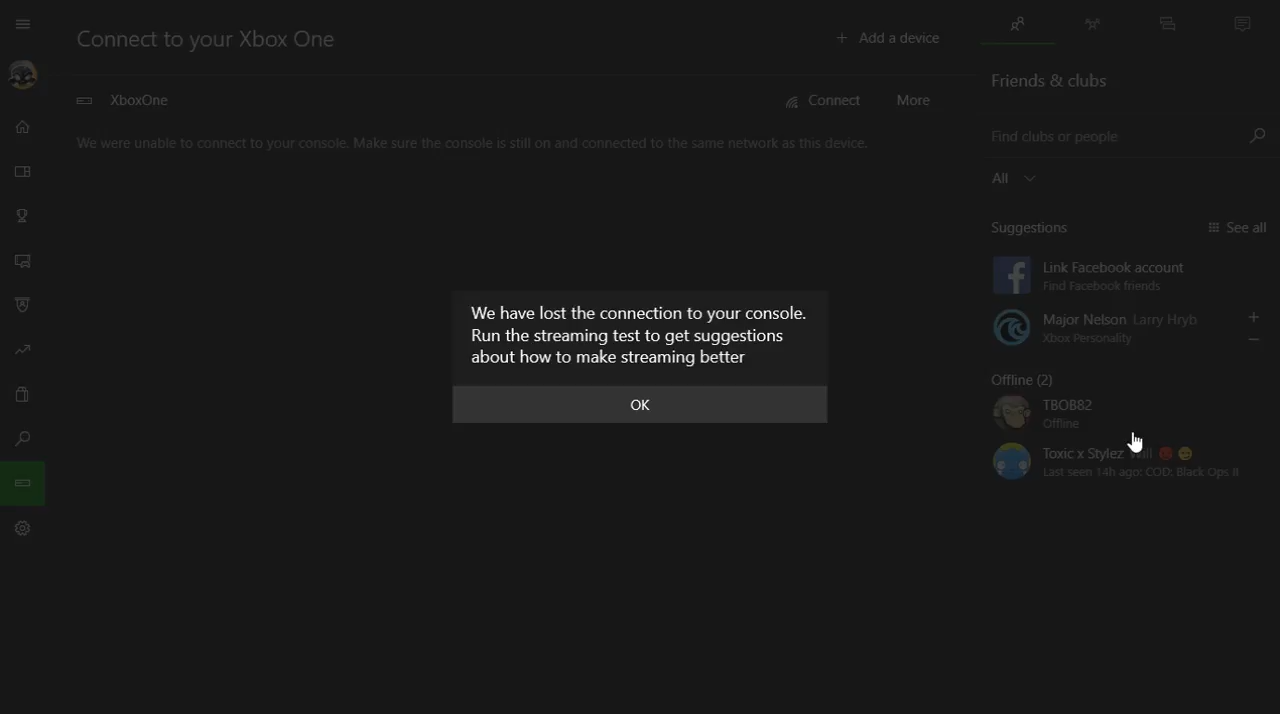 Connect to your Xbox One
Add a device
XboxOne
Connect
More
We were unable to connect to your console. Make sure the console is still on and connected to the same network as this device.
We have lost the connection to your console.
Run the streaming test to get suggestions
about how to make streaming better
OK
Friends & clubs
Find clubs or people
All
Suggestions
See all
Link Facebook account
Find Facebook friends
Major Nelson Larry Hryb
Xbox Personality
Offline (2)
TBOB82
Offline
Toxic x Stylez Will
Last seen 14h ago: COD: Black Ops II